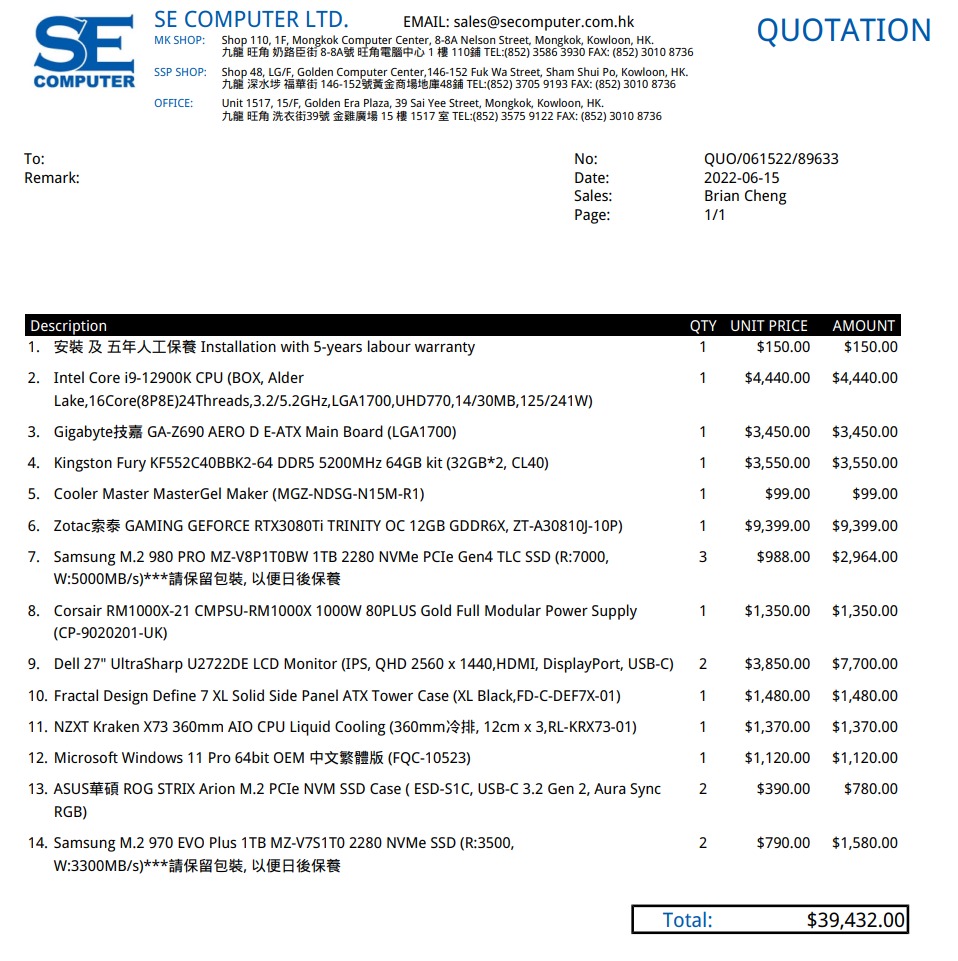 SE
COMPUTER
SE COMPUTER LTD. EMAIL: sales@secomputer.com.hk
QUOTATION
MK SHOP: Shop 110, 1F, Mongkok Computer Center, 8-8A Nelson Street, Mongkok, Kowloon, HK.
九龍 旺角 奶路臣街 8-8A號 旺角電腦中心 1 樓 110鋪 TEL:(852) 3586 3930 FAX: (852) 3010 8736
SSP SHOP: Shop 48, LG/F, Golden Computer Center,146-152 Fuk Wa Street, Sham Shui Po, Kowloon, HK.
九龍 深水埗 福華街 146-152號黃金商場地庫48鋪 TEL:(852) 3705 9193 FAX: (852) 3010 8736
OFFICE: Unit 1517, 15/F, Golden Era Plaza, 39 Sai Yee Street, Mongkok, Kowloon, HK.
九龍 旺角 洗衣街39號 金雞廣場 15 樓 1517 室 TEL:(852) 3575 9122 FAX: (852) 3010 8736
To:
Remark:
No: QUO/061522/89633
Date: 2022-06-15
Sales: Brian Cheng
Page: 1/1
Description QTY UNIT PRICE AMOUNT
1. 安裝 及 五年人工保養 Installation with 5-years labour warranty 1 $150.00 $150.00
2. Intel Core i9-12900K CPU (BOX, Alder 1 $4,440.00 $4,440.00
Lake,16Core(8P8E)24Threads,3.2/5.2GHz,LGA1700,UHD770,14/30MB,125/241W)
3. Gigabyte技嘉 GA-Z690 AERO D E-ATX Main Board (LGA1700) 1 $3,450.00 $3,450.00
4. Kingston Fury KF552C40BBK2-64 DDR5 5200MHz 64GB kit (32GB*2, CL40) 1 $3,550.00 $3,550.00
5. Cooler Master MasterGel Maker (MGZ-NDSG-N15M-R1) 1 $99.00 $99.00
6. Zotac索泰 GAMING GEFORCE RTX3080Ti TRINITY OC 12GB GDDR6X, ZT-A30810J-10P) 1 $9,399.00 $9,399.00
7. Samsung M.2 980 PRO MZ-V8P1T0BW 1TB 2280 NVMe PCIe Gen4 TLC SSD (R:7000, 3 $988.00 $2,964.00
W:5000MB/s)***請保留包裝, 以便日後保養
8. Corsair RM1000X-21 CMPSU-RM1000X 1000W 80PLUS Gold Full Modular Power Supply 1 $1,350.00 $1,350.00
(CP-9020201-UK)
9. Dell 27" UltraSharp U2722DE LCD Monitor (IPS, QHD 2560 x 1440,HDMI, DisplayPort, USB-C) 2 $3,850.00 $7,700.00
10. Fractal Design Define 7 XL Solid Side Panel ATX Tower Case (XL Black,FD-C-DEF7X-01) 1 $1,480.00 $1,480.00
11. NZXT Kraken X73 360mm AIO CPU Liquid Cooling (360mm冷排, 12cm x 3,RL-KRX73-01) 1 $1,370.00 $1,370.00
12. Microsoft Windows 11 Pro 64bit OEM 中文繁體版 (FQC-10523) 1 $1,120.00 $1,120.00
13. ASUS華碩 ROG STRIX Arion M.2 PCIe NVM SSD Case ( ESD-S1C, USB-C 3.2 Gen 2, Aura Sync 2 $390.00 $780.00
RGB)
14. Samsung M.2 970 EVO Plus 1TB MZ-V7S1T0 2280 NVMe SSD (R:3500, 2 $790.00 $1,580.00
W:3300MB/s)***請保留包裝, 以便日後保養
Total: $39,432.00